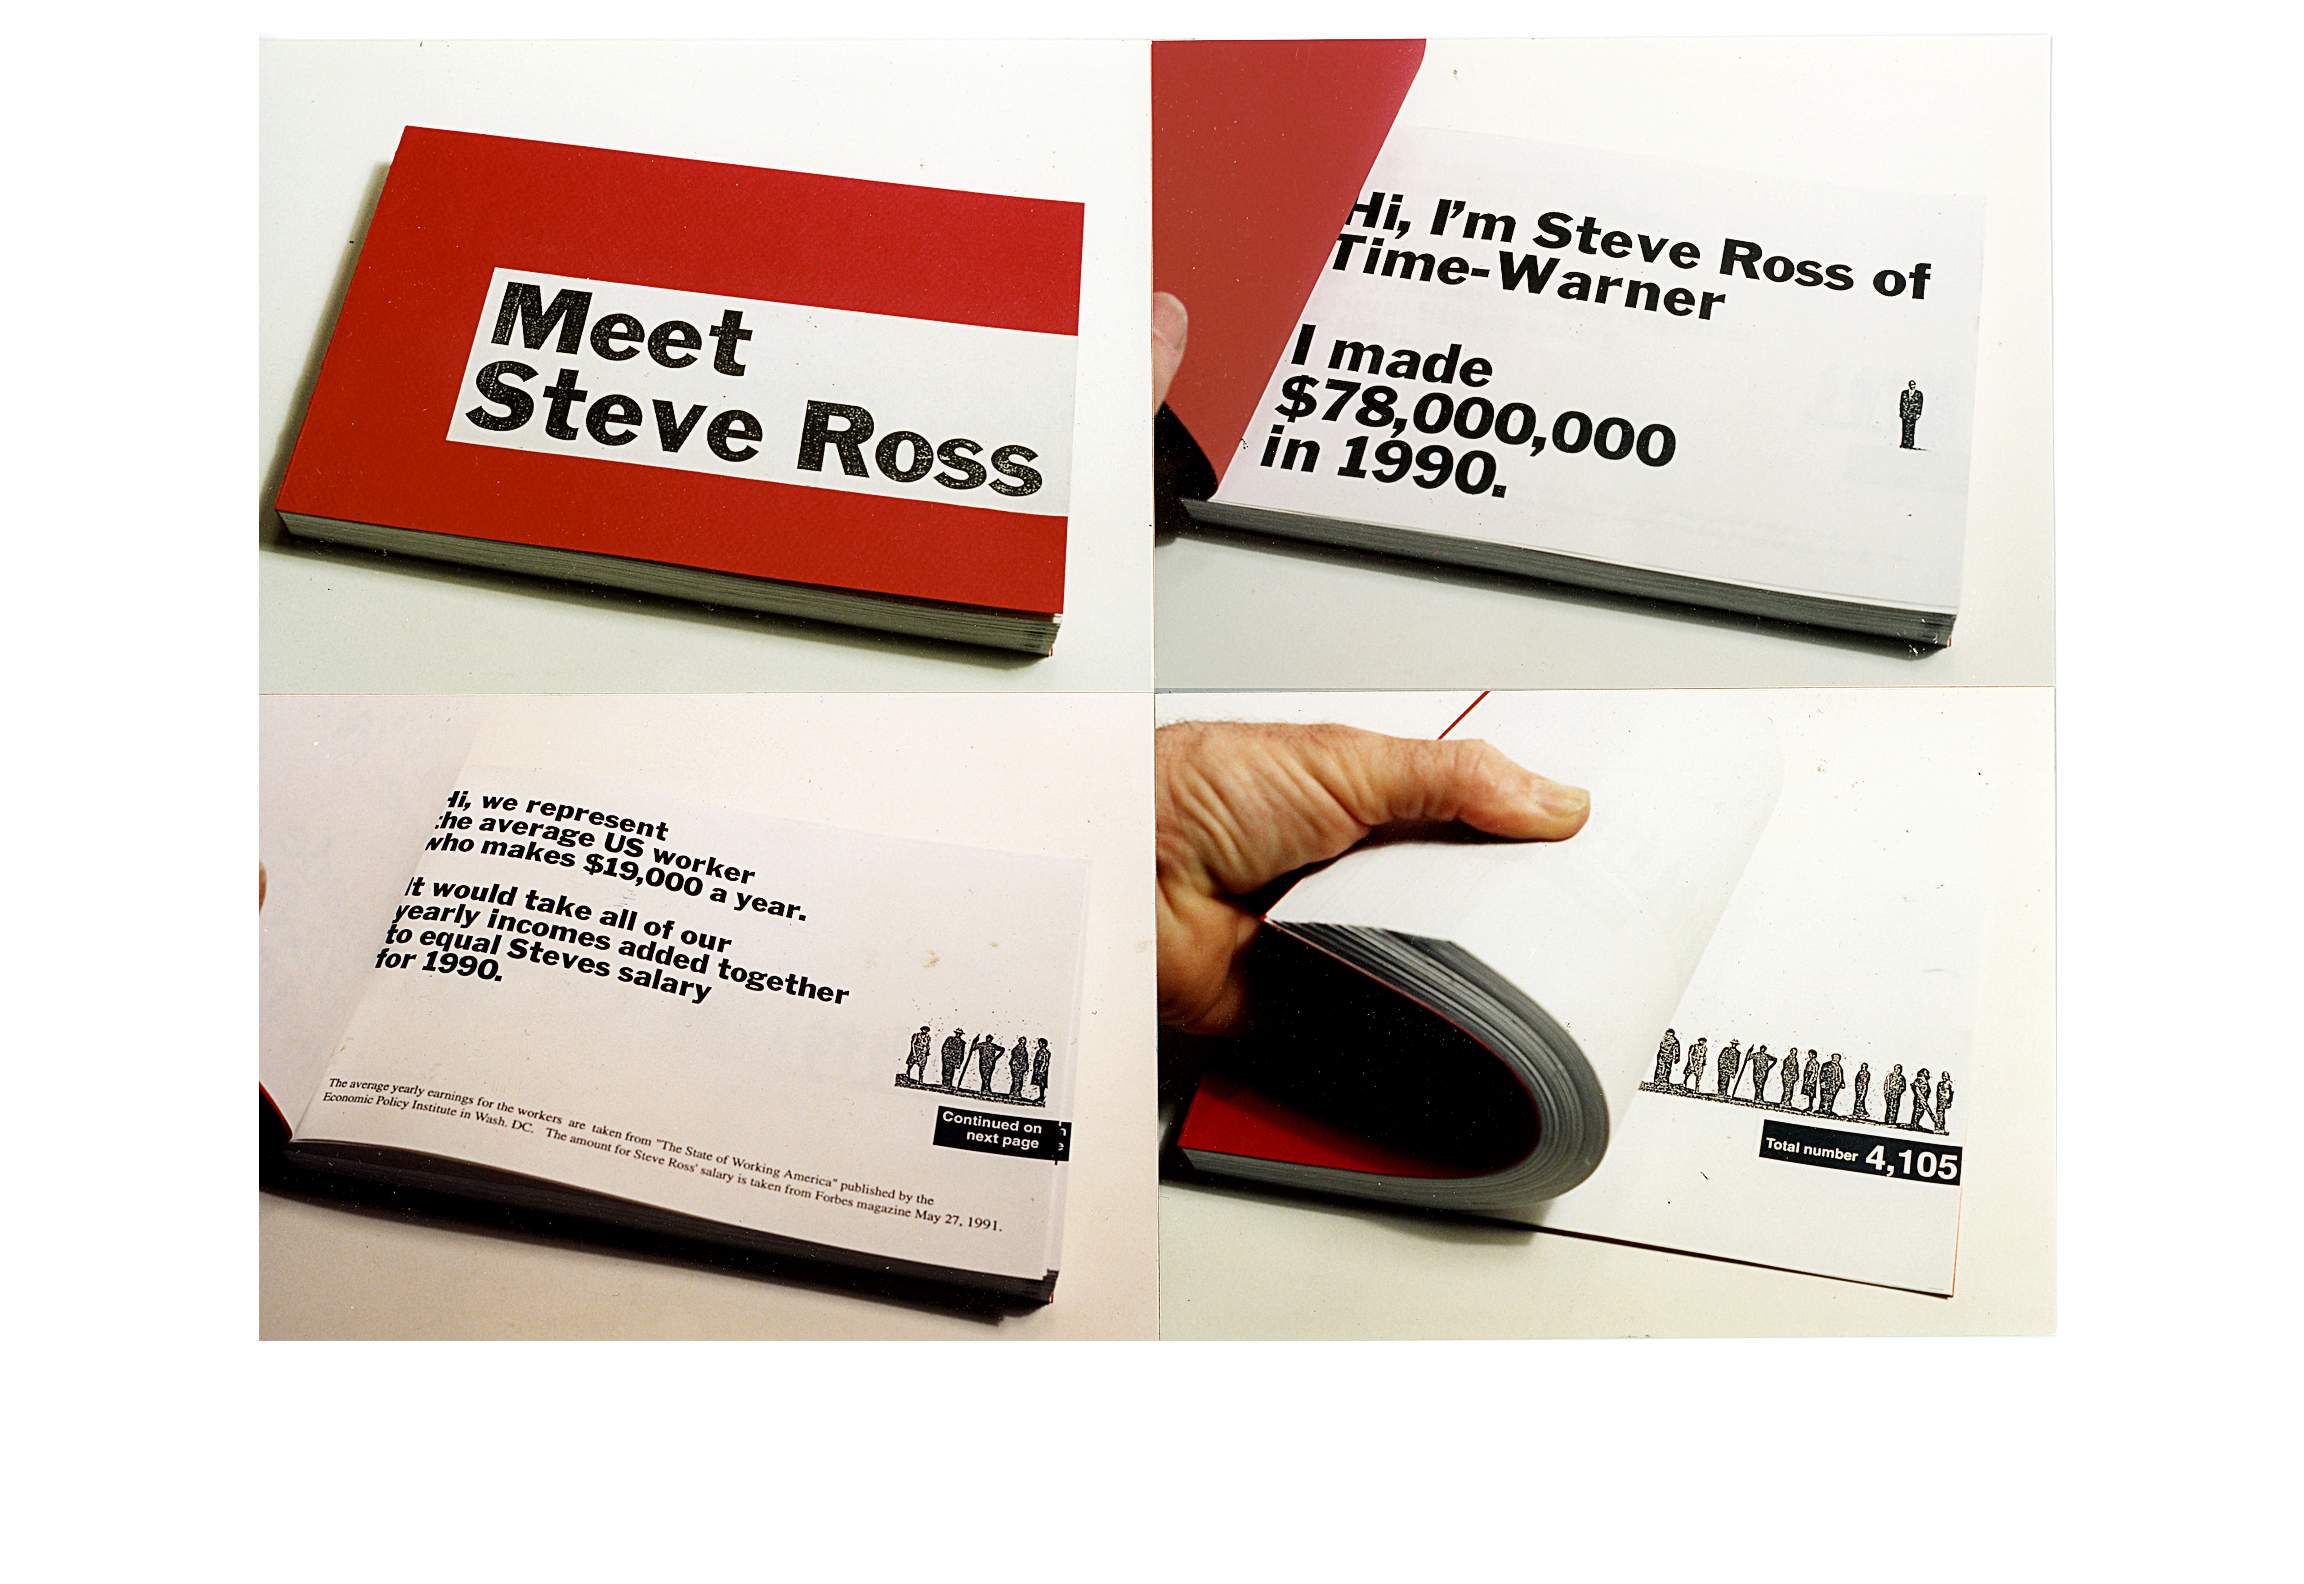 Meet
Steve Ross
Hi, I'm Steve Ross of
Time-Warner
I made
$78,000,000
in 1990.
Hi, we represent
the average US worker
who makes $19,000 a year.
It would take all of our
yearly incomes added together
to equal Steves salary
for 1990.
Continued on
next page
The average yearly earnings for the workers are taken from "The State of Working America" published by the
Economic Policy Institute in Wash. DC. The amount for Steve Ross' salary is taken from Forbes magazine May 27, 1991.
Total number 4,105